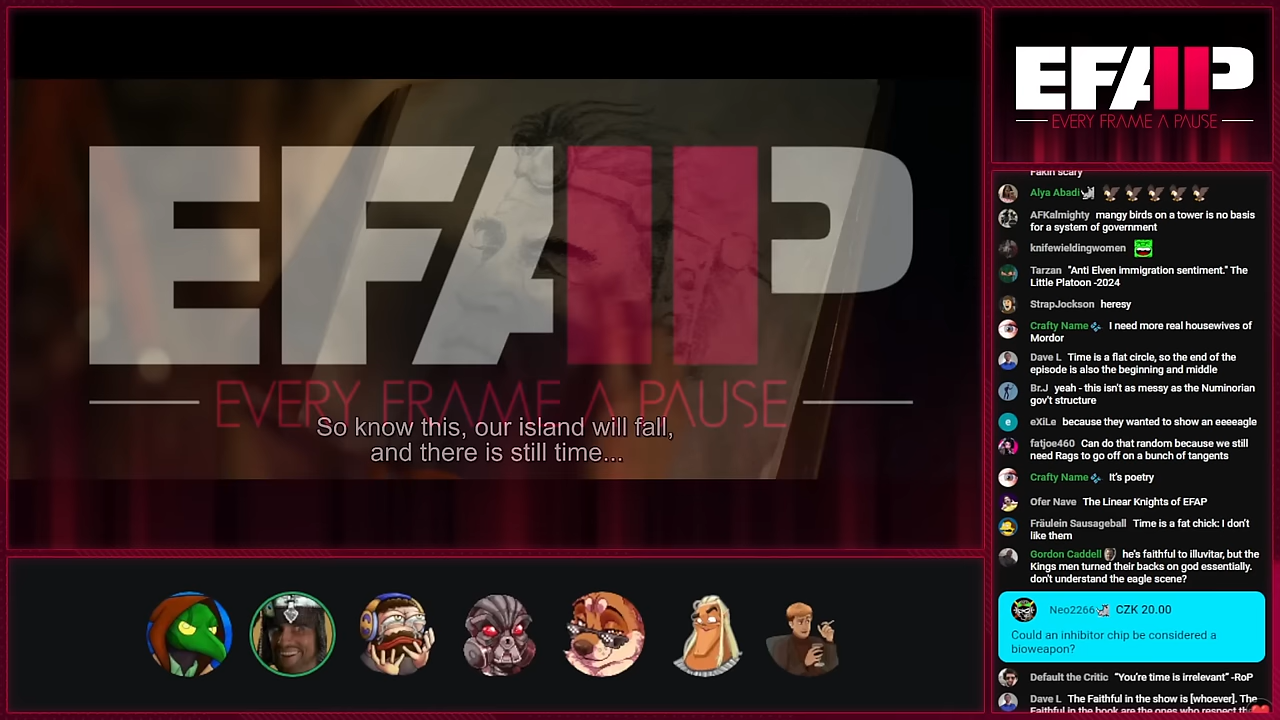 EFAP
EVERY FRAME A PAUSE
So know this, our island will fall,
and there is still time...
EFAP
EVERY FRAME A PAUSE
Fakin scary
Alya Abadi
AFKalmighty mangy birds on a tower is no basis
for a system of government
knifewieldingwomen
Tarzan "Anti Elven immigration sentiment." The
Little Platoon -2024
StrapJockson heresy
Crafty Name I need more real housewives of
Mordor
Dave L Time is a flat circle, so the end of the
episode is also the beginning and middle
Br.J yeah - this isn't as messy as the Numinorian
gov't structure
e eXiLe because they wanted to show an eeeeagle
fatjoe460 Can do that random because we still
need Rags to go off on a bunch of tangents
Crafty Name It's poetry
Ofer Nave The Linear Knights of EFAP
Fräulein Sausageball Time is a fat chick: I don't
like them
Gordon Caddell he's faithful to illuvitar, but the
Kings men turned their backs on god essentially.
don't understand the eagle scene?
Neo2266 CZK 20.00
Could an inhibitor chip be considered a
bioweapon?
Default the Critic "You're time is irrelevant" -RoP
Dave L The Faithful in the show is [whoever]. The
Faithful in the book are the ones who respect